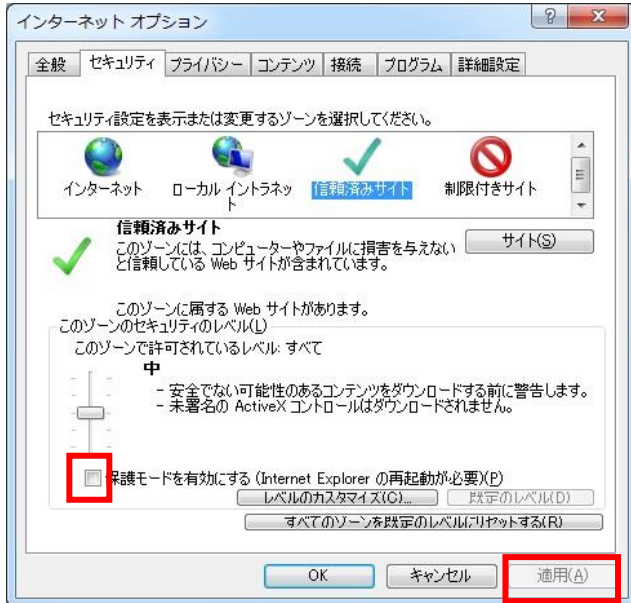 インターネット オプション
全般 セキュリティ プライバシー コンテンツ 接続 プログラム 詳細設定
セキュリティ設定を表示または変更するゾーンを選択してください。
インターネット ローカル イントラネッ 信頼済みサイト 制限付きサイト
ト
信頼済みサイト
このゾーンには、コンピューターやファイルに損害を与えない サイト(S)
と信頼している Web サイトが含まれています。
このゾーンに属する Web サイトがあります。
このゾーンのセキュリティのレベル(L)
このゾーンで許可されているレベル: すべて
中
- 安全でない可能性のあるコンテンツをダウンロードする前に警告します。
- 未署名の ActiveX コントロールはダウンロードされません。
保護モードを有効にする (Internet Explorer の再起動が必要)(P)
レベルのカスタマイズ(C)... 既定のレベル(D)
すべてのゾーンを既定のレベルにリセットする(R)
OK キャンセル 適用(A)